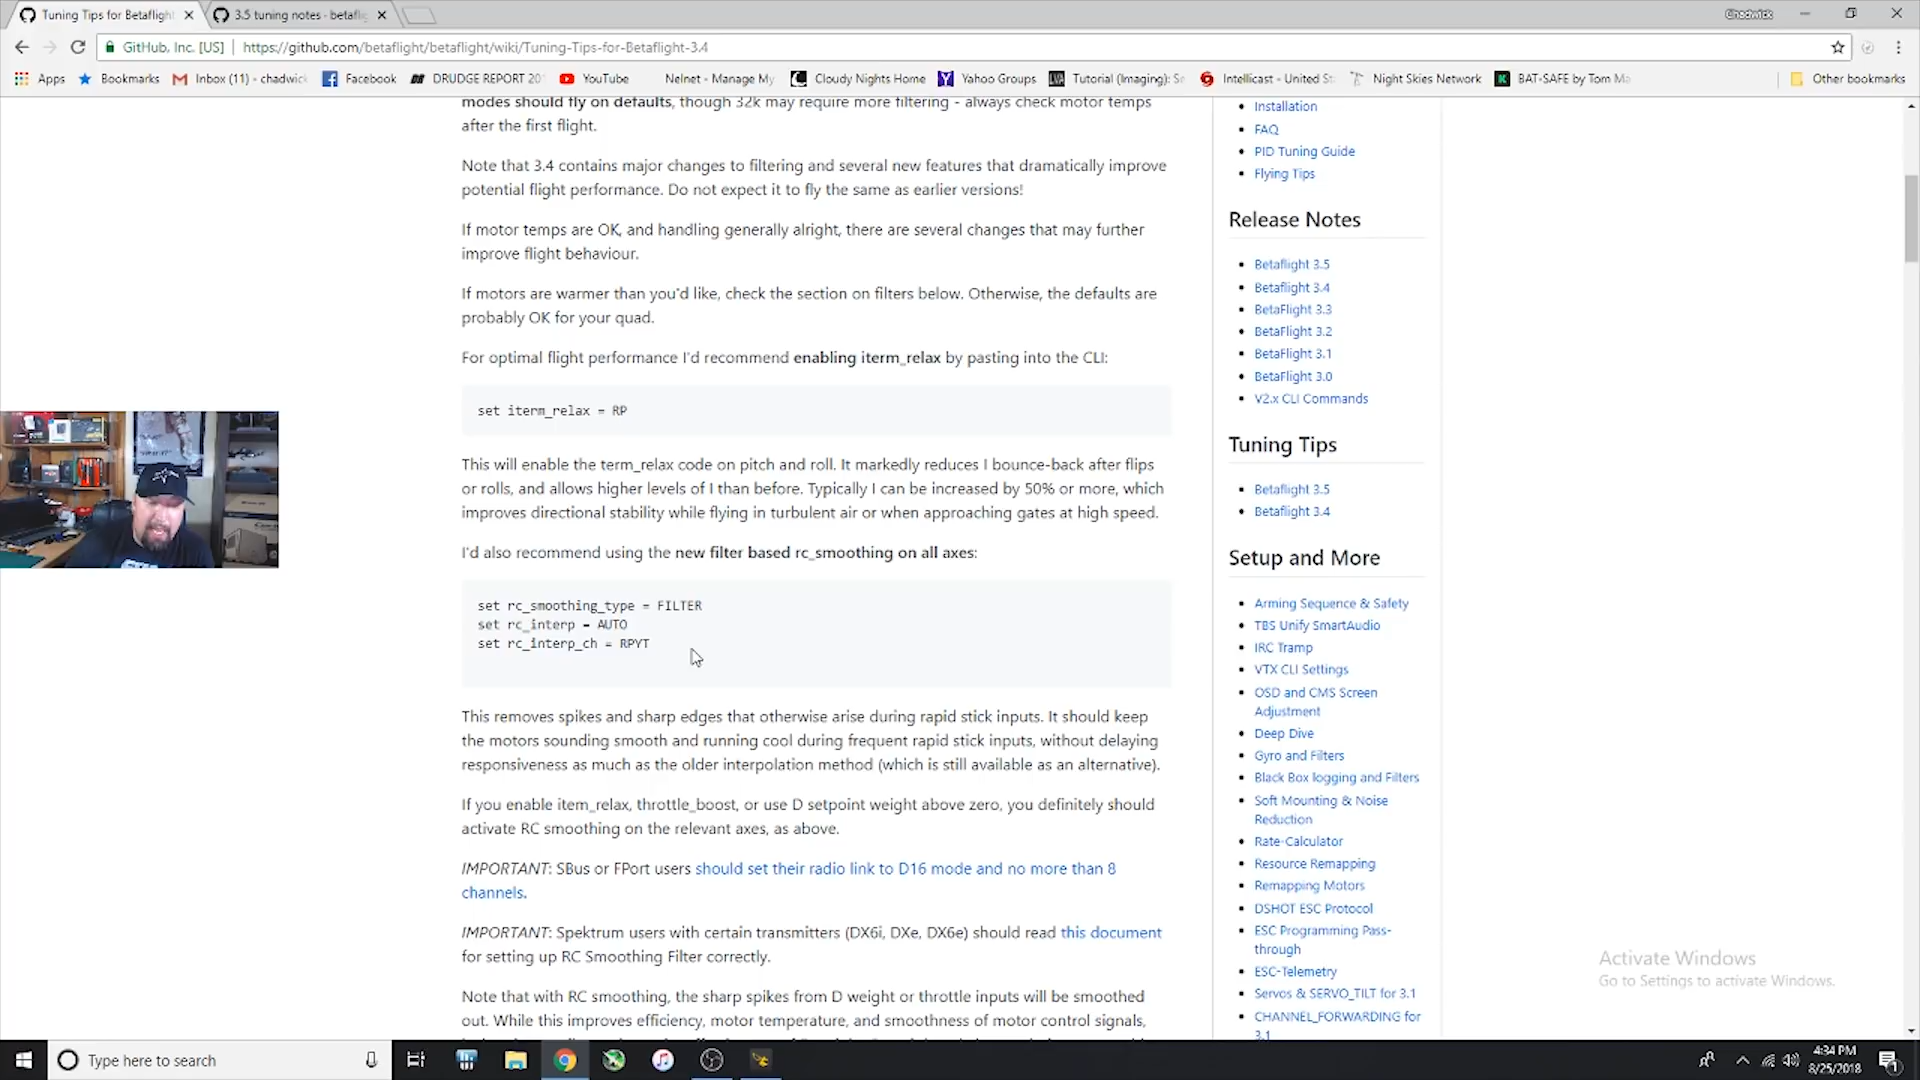 Tuning Tips for Betaflight
3.5 tuning notes - betafli
Chadwick
GitHub, Inc. [US]
https://github.com/betaflight/betaflight/wiki/Tuning-Tips-for-Betaflight-3.4
Apps
Bookmarks
Inbox (11) - chadwic
Facebook
DRUDGE REPORT 20
YouTube
Nelnet - Manage My
Cloudy Nights Home
Yahoo Groups
Tutorial (Imaging): S
Intellicast - United St
Night Skies Network
BAT-SAFE by Tom Ma
Other bookmarks
modes should fly on defaults, though 32k may require more filtering - always check motor temps
after the first flight.
Note that 3.4 contains major changes to filtering and several new features that dramatically improve
potential flight performance. Do not expect it to fly the same as earlier versions!
If motor temps are OK, and handling generally alright, there are several changes that may further
improve flight behaviour.
If motors are warmer than you'd like, check the section on filters below. Otherwise, the defaults are
probably OK for your quad.
For optimal flight performance I'd recommend enabling iterm_relax by pasting into the CLI:
set iterm_relax = RP
This will enable the term_relax code on pitch and roll. It markedly reduces I bounce-back after flips
or rolls, and allows higher levels of I than before. Typically I can be increased by 50% or more, which
improves directional stability while flying in turbulent air or when approaching gates at high speed.
I'd also recommend using the new filter based rc_smoothing on all axes:
set rc_smoothing_type = FILTER
set rc_interp = AUTO
set rc_interp_ch = RPYT
This removes spikes and sharp edges that otherwise arise during rapid stick inputs. It should keep
the motors sounding smooth and running cool during frequent rapid stick inputs, without delaying
responsiveness as much as the older interpolation method (which is still available as an alternative).
If you enable item_relax, throttle_boost, or use D setpoint weight above zero, you definitely should
activate RC smoothing on the relevant axes, as above.
IMPORTANT: SBus or FPort users should set their radio link to D16 mode and no more than 8
channels.
IMPORTANT: Spektrum users with certain transmitters (DX6i, DXe, DX6e) should read this document
for setting up RC Smoothing Filter correctly.
Note that with RC smoothing, the sharp spikes from D weight or throttle inputs will be smoothed
out. While this improves efficiency, motor temperature, and smoothness of motor control signals,
Installation
FAQ
PID Tuning Guide
Flying Tips
Release Notes
Betaflight 3.5
Betaflight 3.4
BetaFlight 3.3
BetaFlight 3.2
BetaFlight 3.1
BetaFlight 3.0
V2.x CLI Commands
Tuning Tips
Betaflight 3.5
Betaflight 3.4
Setup and More
Arming Sequence & Safety
TBS Unify SmartAudio
IRC Tramp
VTX CLI Settings
OSD and CMS Screen
Adjustment
Deep Dive
Gyro and Filters
Black Box logging and Filters
Soft Mounting & Noise
Reduction
Rate-Calculator
Resource Remapping
Remapping Motors
DSHOT ESC Protocol
ESC Programming Pass-
through
ESC-Telemetry
Servos & SERVO_TILT for 3.1
CHANNEL_FORWARDING for
3.1
Activate Windows
Go to Settings to activate Windows.
Type here to search
4:34 PM
8/25/2018